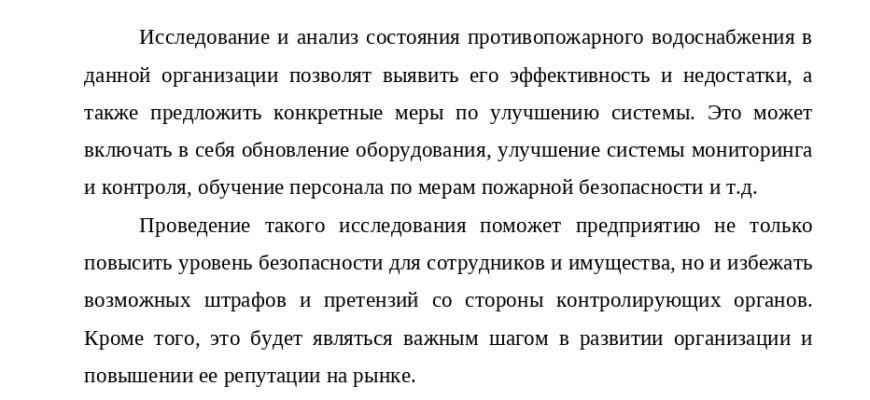 Исследование и анализ состояния противопожарного водоснабжения в
данной организации позволят выявить его эффективность и недостатки, а
также предложить конкретные меры по улучшению системы. Это может
включать в себя обновление оборудования, улучшение системы мониторинга
и контроля, обучение персонала по мерам пожарной безопасности и т.д.
Проведение такого исследования поможет предприятию не только
повысить уровень безопасности для сотрудников и имущества, но и избежать
возможных штрафов и претензий со стороны контролирующих органов.
Кроме того, это будет являться важным шагом в развитии организации и
повышении ее репутации на рынке.